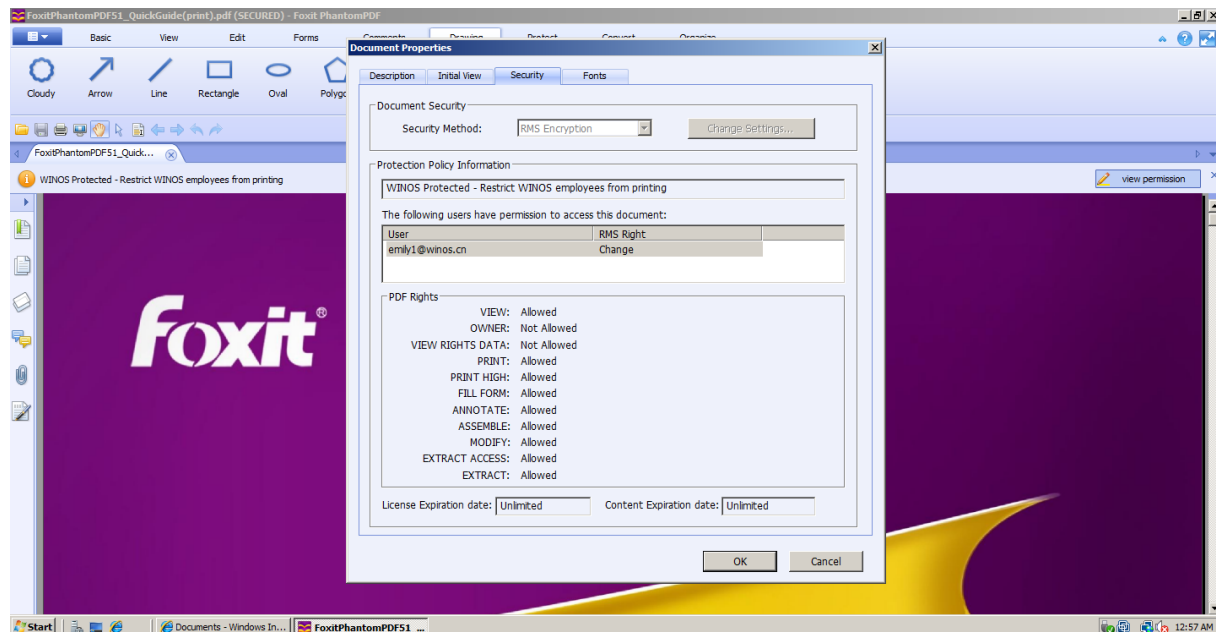 FoxitPhantomPDF51_QuickGuide(print).pdf (SECURED) - Foxit PhantomPDF
Basic View Edit Forms
Cloudy Arrow Line Rectangle Oval
FoxitPhantomPDF51_Quick...
WINOS Protected - Restrict WINOS employees from printing
view permission
Document Properties
Description Initial View Security Fonts
Document Security
Security Method: RMS Encryption Change Settings...
Protection Policy Information
WINOS Protected - Restrict WINOS employees from printing
The following users have permission to access this document:
User RMS Right
emily1@winos.cn Change
PDF Rights
VIEW: Allowed
OWNER: Not Allowed
VIEW RIGHTS DATA: Not Allowed
PRINT: Allowed
PRINT HIGH: Allowed
FILL FORM: Allowed
ANNOTATE: Allowed
ASSEMBLE: Allowed
MODIFY: Allowed
EXTRACT ACCESS: Allowed
EXTRACT: Allowed
License Expiration date: Unlimited Content Expiration date: Unlimited
OK Cancel
Foxit®
Start Documents - Windows In... FoxitPhantomPDF51_... 12:57 AM